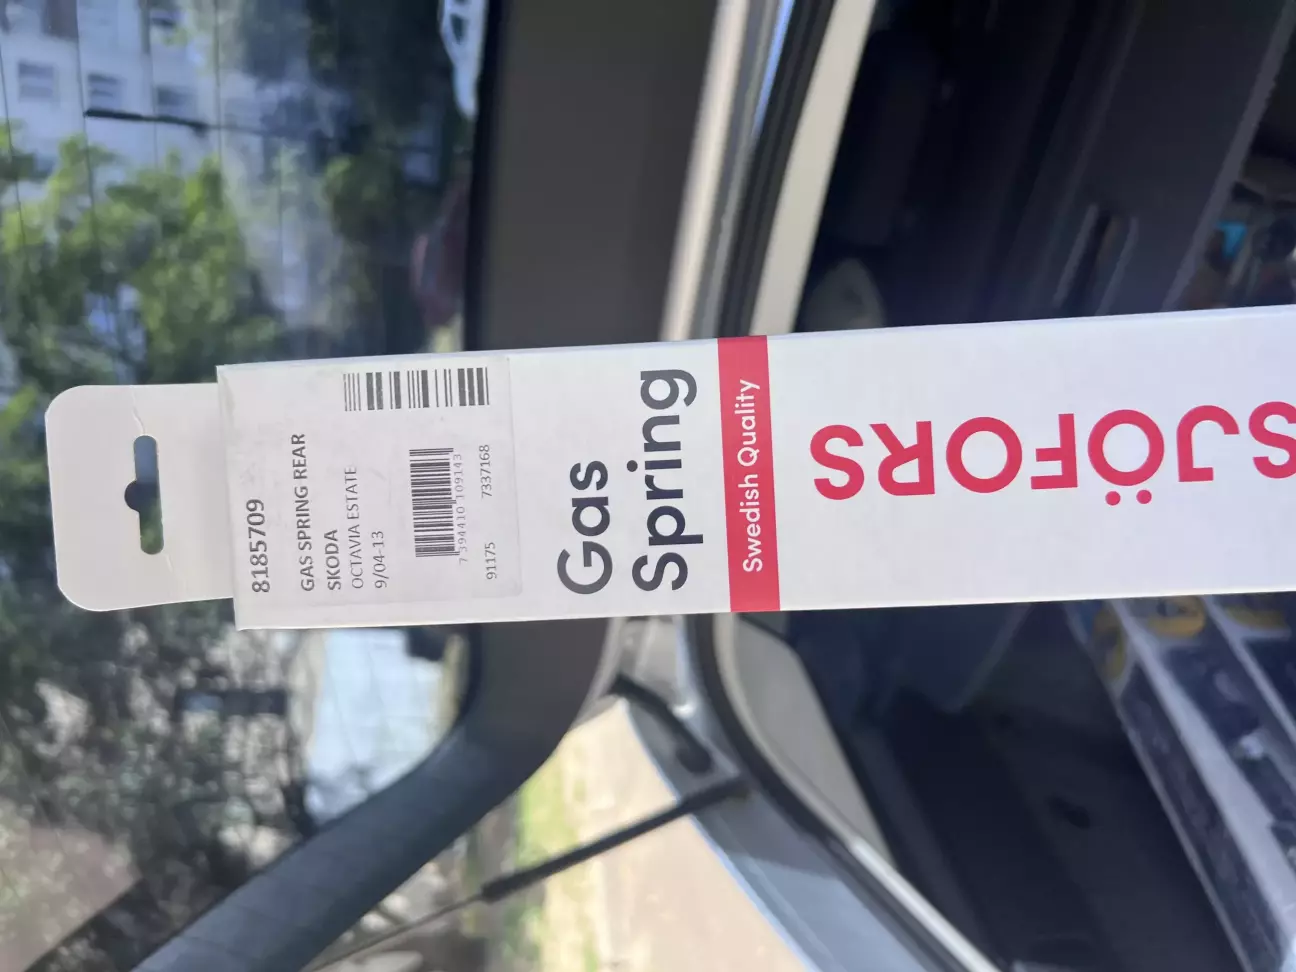 8185709
GAS SPRING REAR
SKODA
OCTAVIA ESTATE
9/04-13
7 394410 109143
91175 7337168
Gas
Spring
Swedish Quality
SJÖFORS